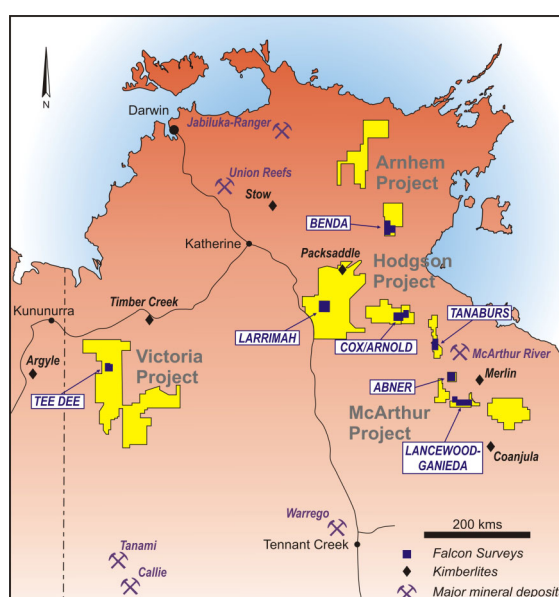 N
Darwin
Jabiluka-Ranger
Union Reefs
Stow
Arnhem
Project
BENDA
Katherine
Packsaddle
Hodgson
Project
Timber Creek
Kununurra
LARRIMAH
COX/ARNOLD
TANABURS
Argyle
Victoria
Project
McArthur River
TEE DEE
ABNER
Merlin
McArthur
Project
LANCEWOOD-
GANIEDA
Coanjula
Warrego
200 kms
Tennant Creek
Tanami
Callie
Falcon Surveys
Kimberlites
Major mineral deposit